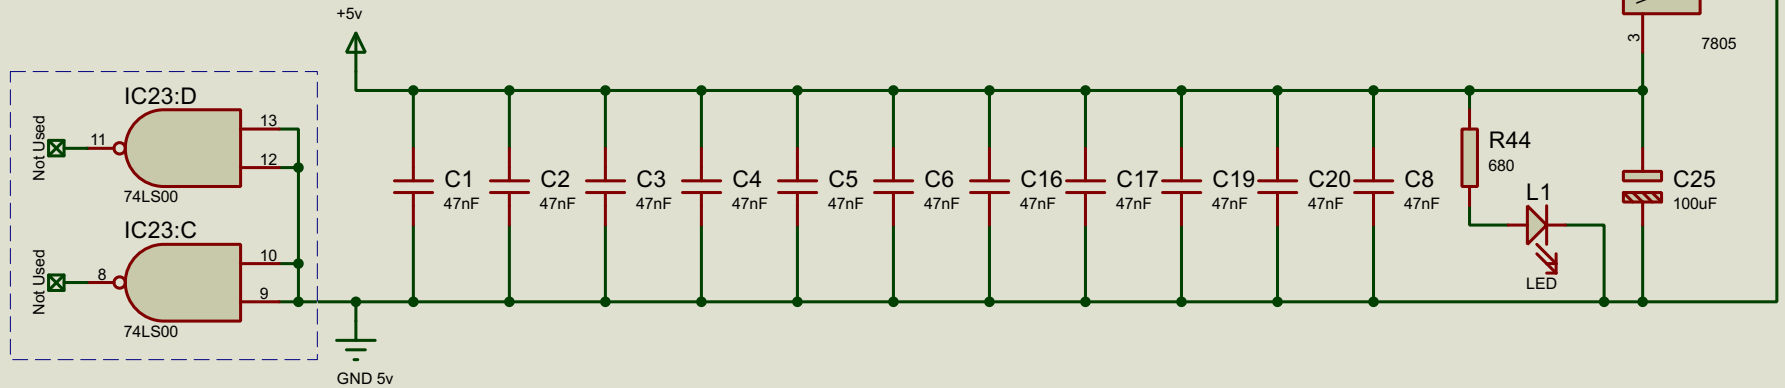 +5v
3
7805
IC23:D
13
12
11
Not Used
74LS00
IC23:C
10
9
8
Not Used
74LS00
C1
47nF
C2
47nF
C3
47nF
C4
47nF
C5
47nF
C6
47nF
C16
47nF
C17
47nF
C19
47nF
C20
47nF
C8
47nF
R44
680
L1
LED
C25
100uF
GND 5v